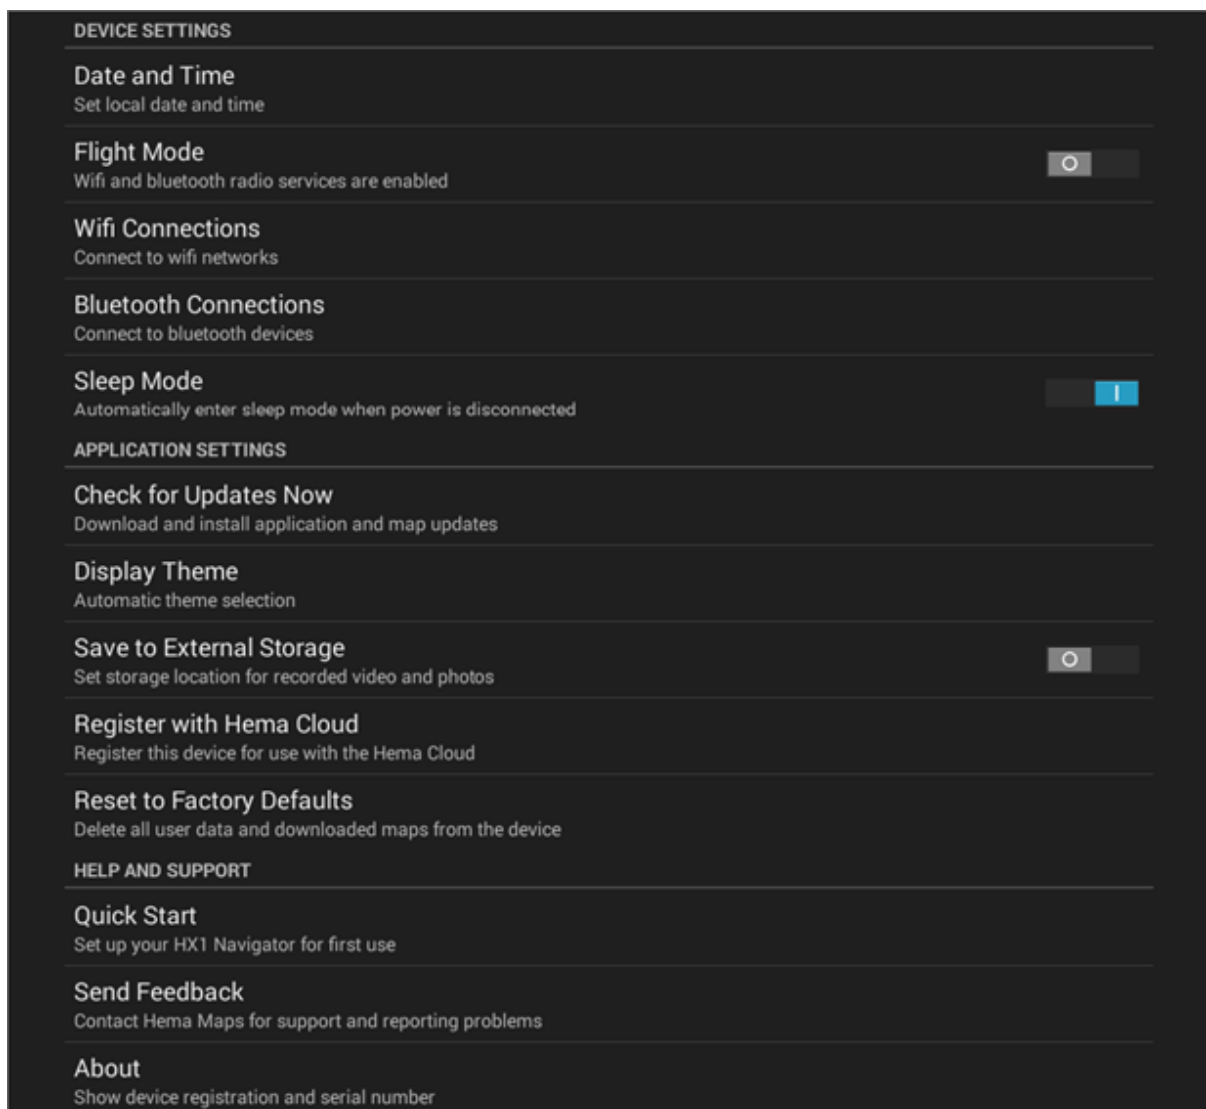 DEVICE SETTINGS
Date and Time
Set local date and time
Flight Mode
Wifi and bluetooth radio services are enabled
Wifi Connections
Connect to wifi networks
Bluetooth Connections
Connect to bluetooth devices
Sleep Mode
Automatically enter sleep mode when power is disconnected
APPLICATION SETTINGS
Check for Updates Now
Download and install application and map updates
Display Theme
Automatic theme selection
Save to External Storage
Set storage location for recorded video and photos
Register with Hema Cloud
Register this device for use with the Hema Cloud
Reset to Factory Defaults
Delete all user data and downloaded maps from the device
HELP AND SUPPORT
Quick Start
Set up your HX1 Navigator for first use
Send Feedback
Contact Hema Maps for support and reporting problems
About
Show device registration and serial number